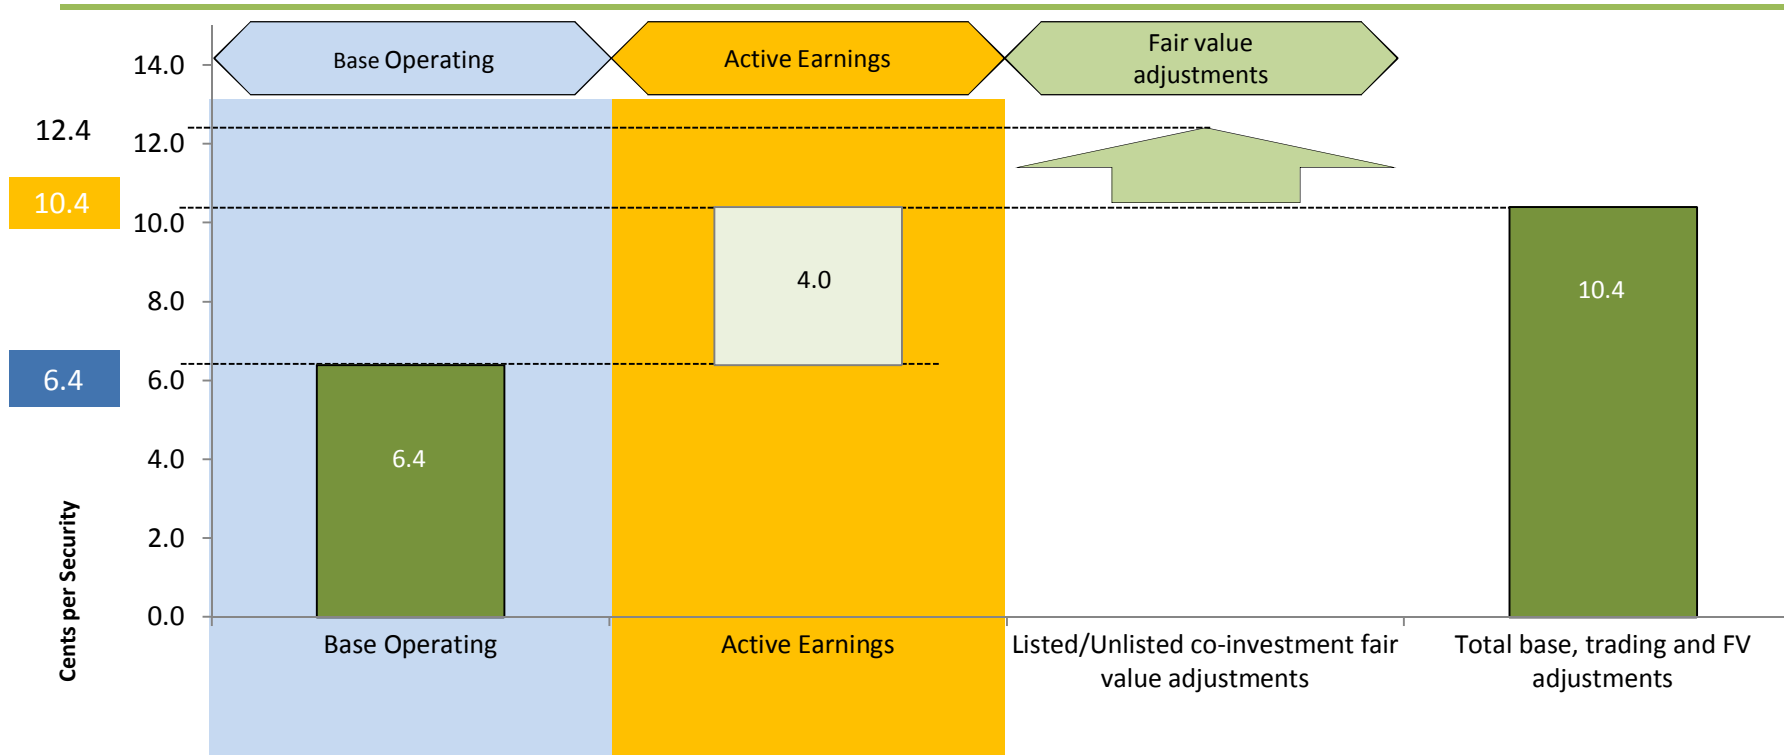 Base Operating
Active Earnings
Fair value
adjustments
14.0
12.4
12.0
10.4
10.0
8.0
4.0
10.4
6.4
6.0
4.0
6.4
2.0
0.0
Cents per Security
Base Operating
Active Earnings
Listed/Unlisted co-investment fair
value adjustments
Total base, trading and FV
adjustments